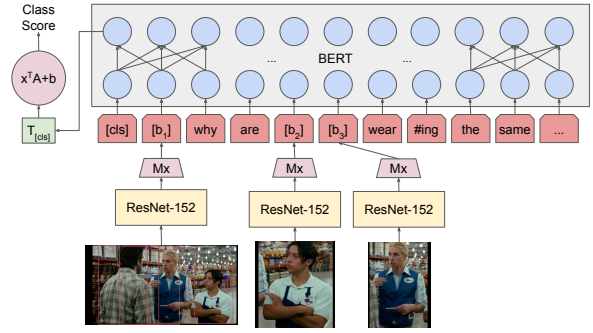 Class
Score
BERT
... ...
xᵀA+b
T[cls]
[cls] [b₁] why are [b₂] [b₃] wear #ing the same ...
Mx Mx Mx
ResNet-152 ResNet-152 ResNet-152